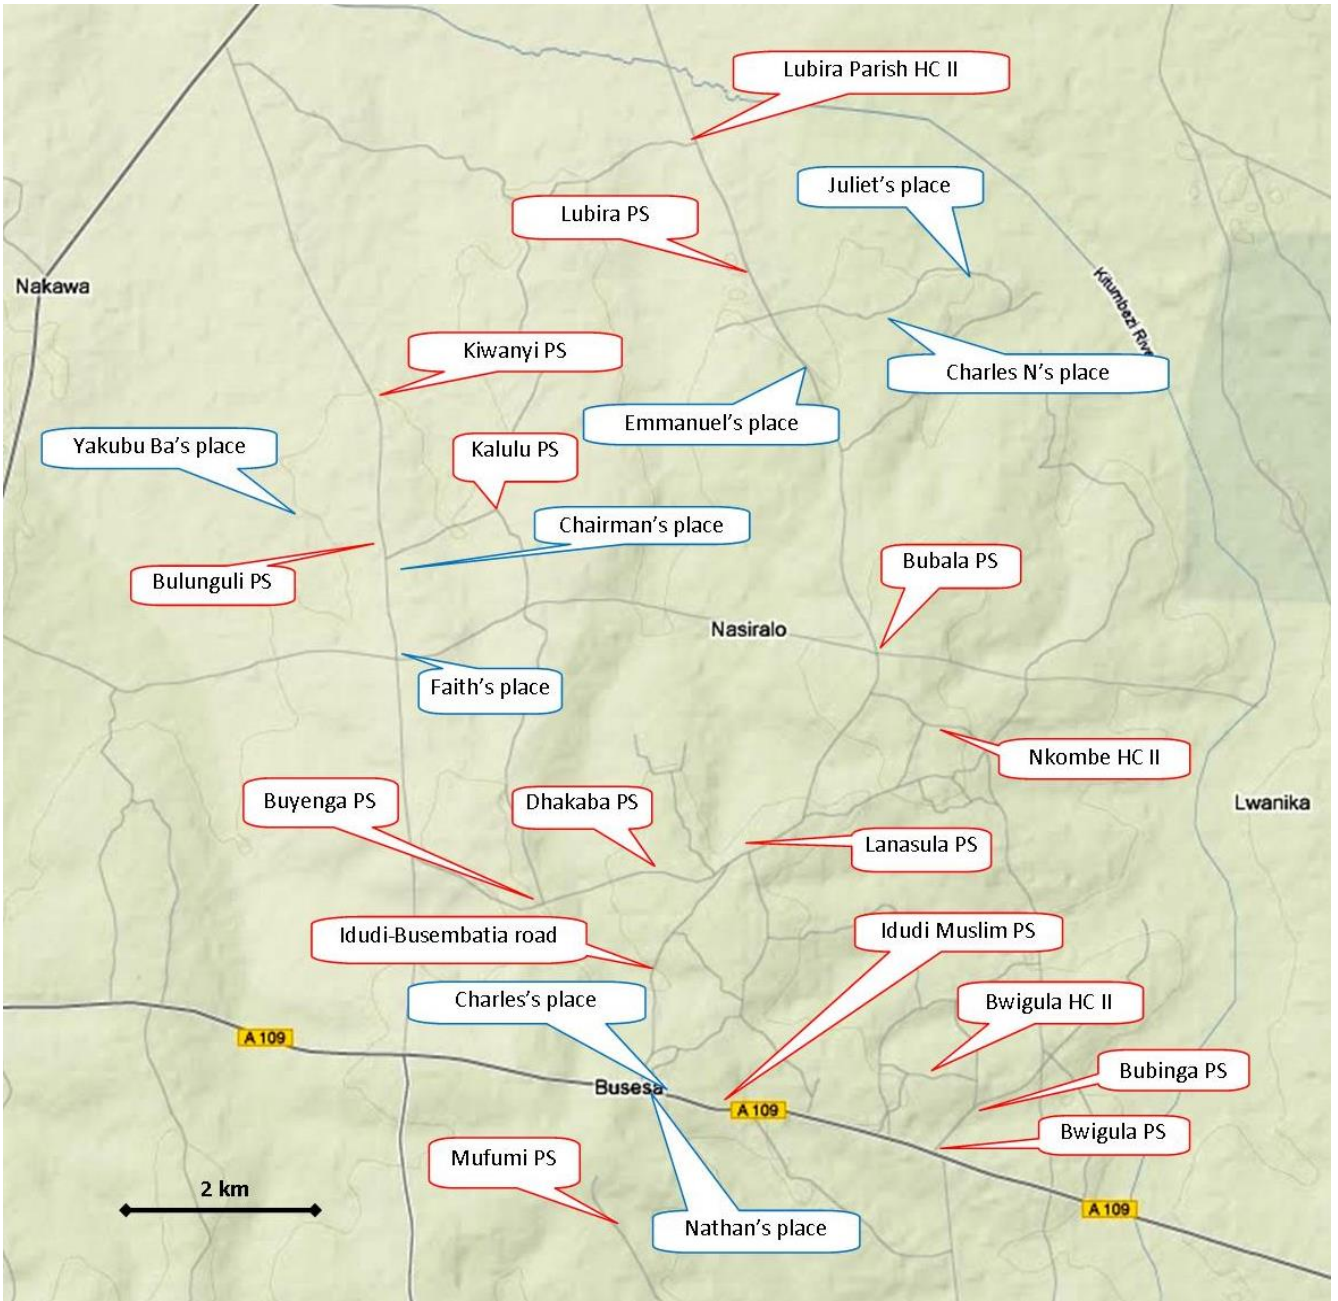 Lubira Parish HC II
Juliet's place
Lubira PS
Kitumbezi
Nakawa
Kiwanyi PS
Charles N's place
Emmanuel's place
Yakubu Ba's place
Kalulu PS
Chairman's place
Bulunguli PS
Bubala PS
Nasiralo
Faith's place
Nkombe HC II
Buyenga PS
Dhakaba PS
Lwanika
Lanasula PS
Idudi-Busembatia road
Idudi Muslim PS
Charles's place
Bwigula HC II
A 109
Busesa
Bubinga PS
A 109
Bwigula PS
Mufumi PS
2 km
A 109
Nathan's place